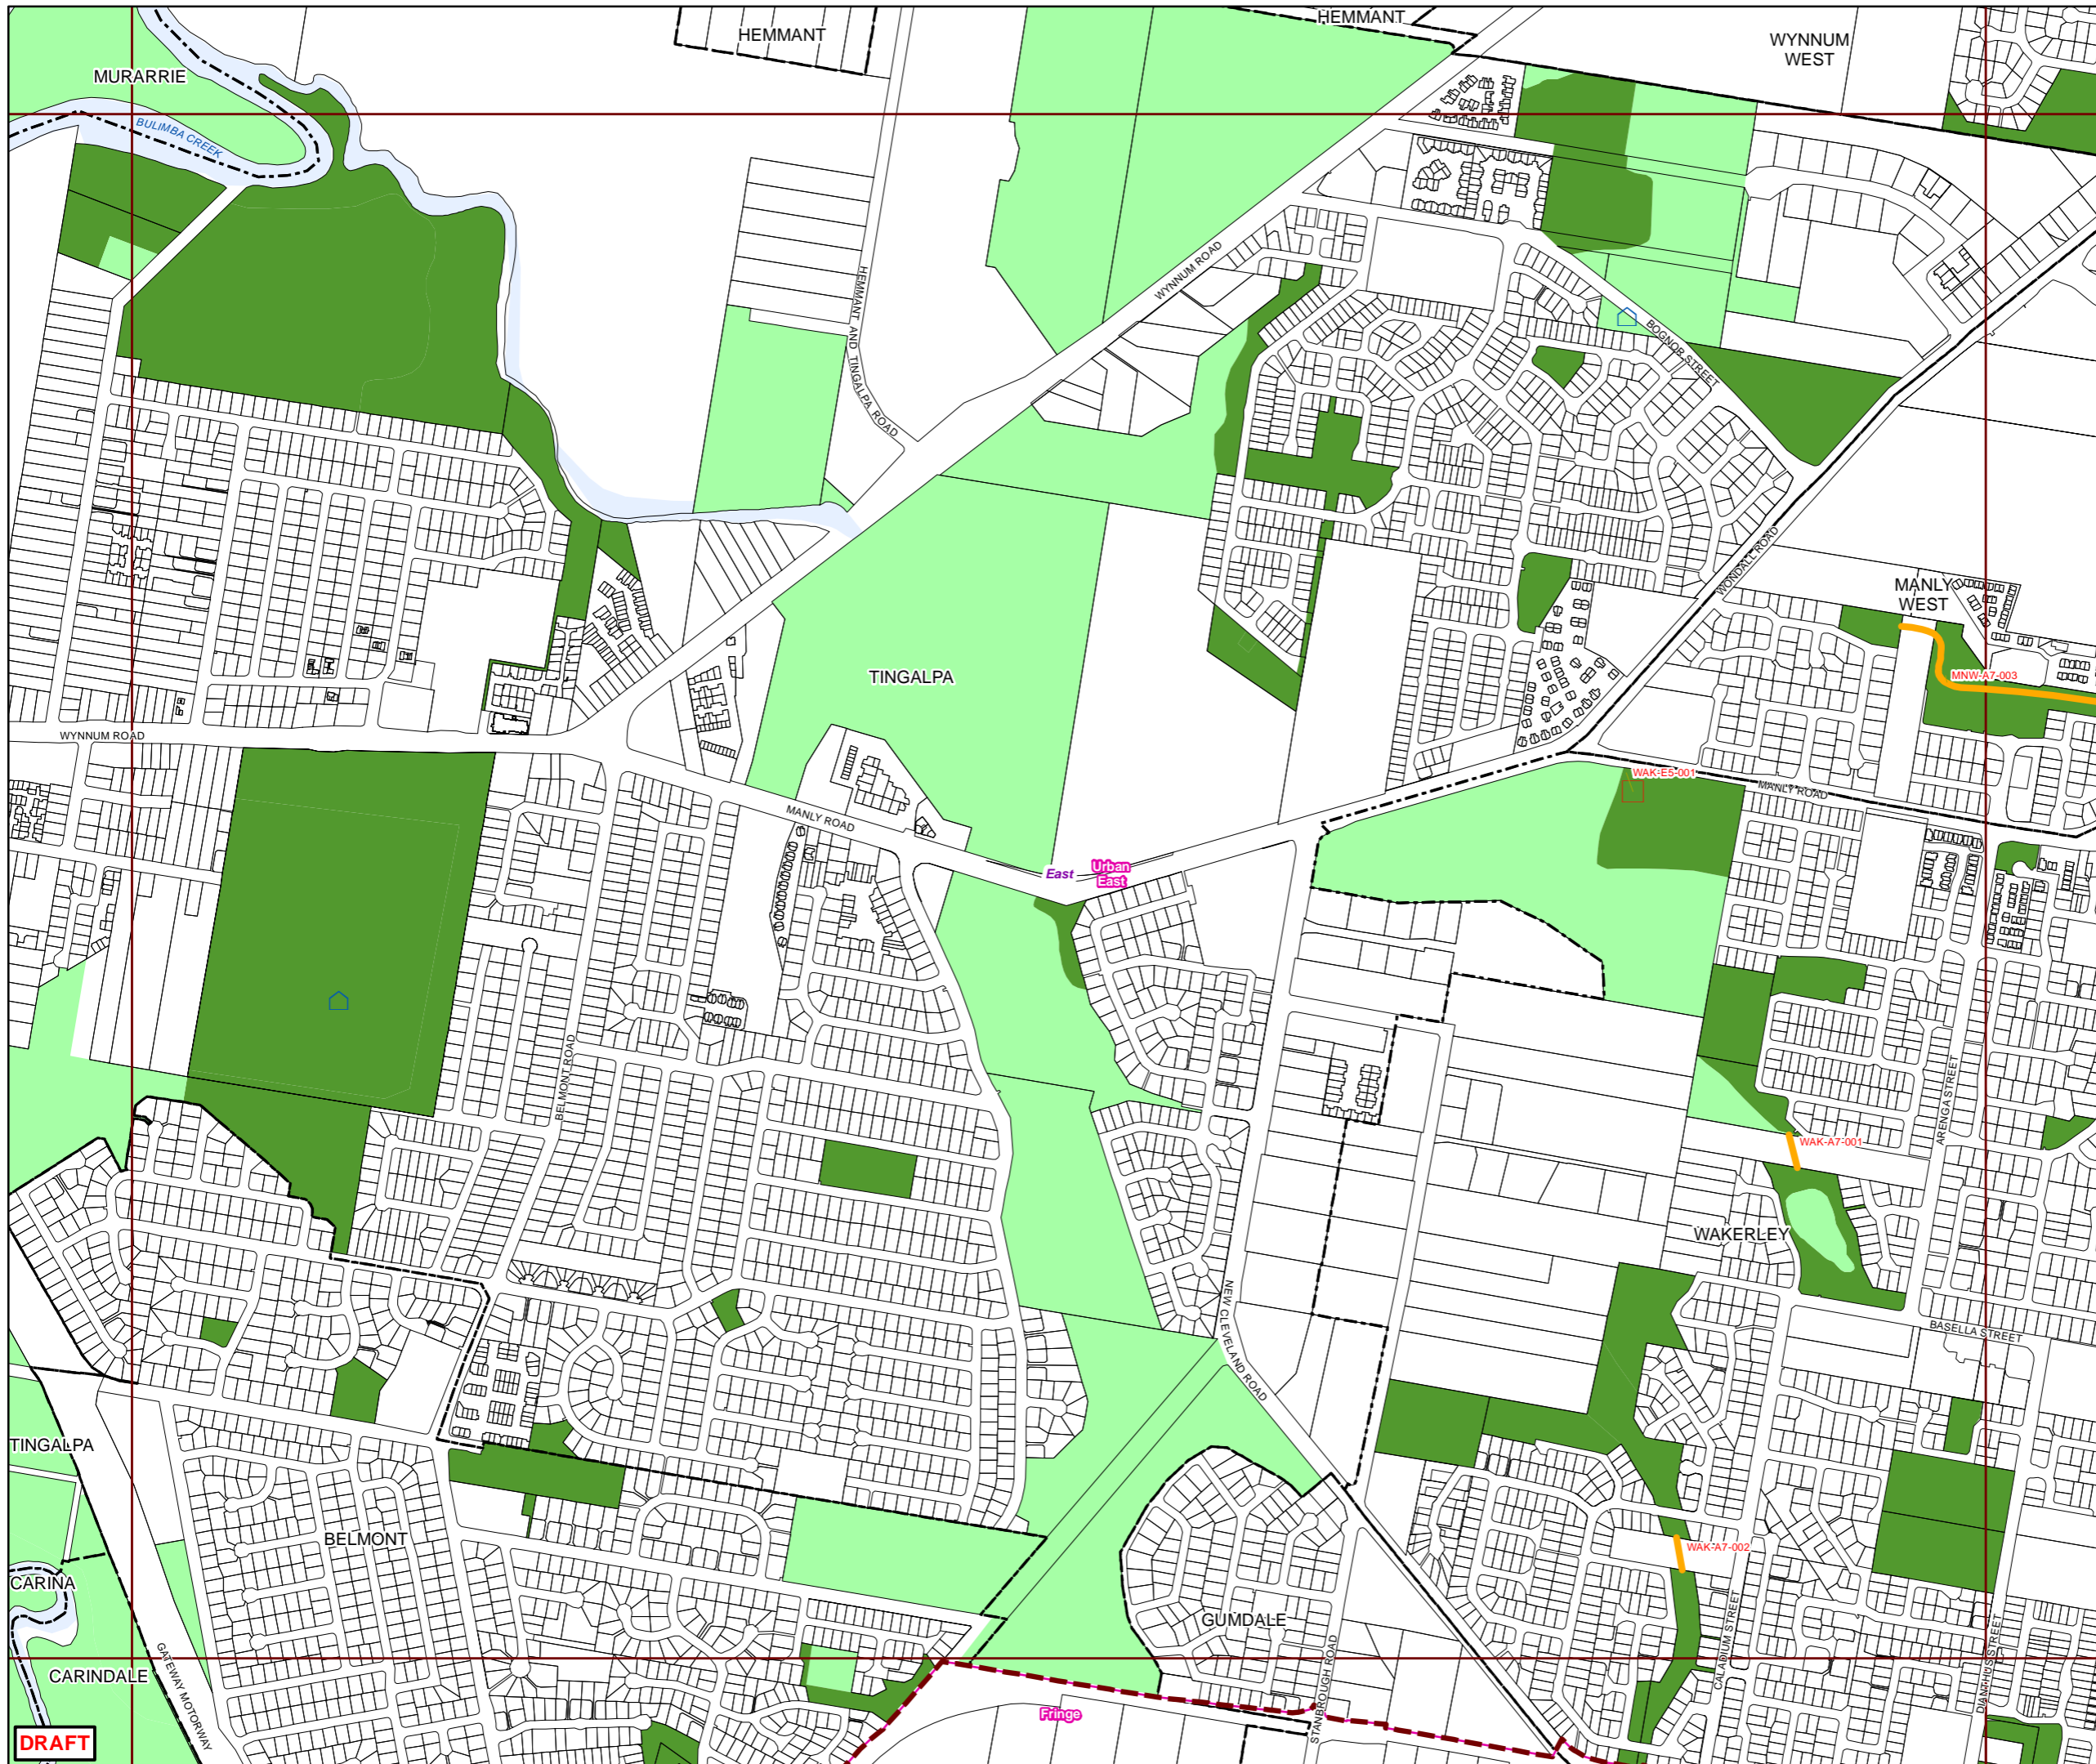 HEMMANT
HEMMANT
WYNNUM
WEST
MURARRIE
BULIMBA CREEK
WYNNUM ROAD
HEMMANT AND TINGALPA ROAD
BOGNOR STREET
WONDALL ROAD
MANLY
WEST
MNW-A7-003
TINGALPA
WYNNUM ROAD
WAK-E5-001
MANLY ROAD
MANLY ROAD
East
Urban
East
BELMONT ROAD
ARENGA STREET
WAK-A7-001
WAKERLEY
NEW CLEVELAND ROAD
BASELLA STREET
TINGALPA
BELMONT
WAK-A7-002
CARINA
GUMDALE
CALADIUM STREET
DIANTHUS STREET
STANBROUGH ROAD
CARINDALE
GATEWAY MOTORWAY
Fringe
DRAFT